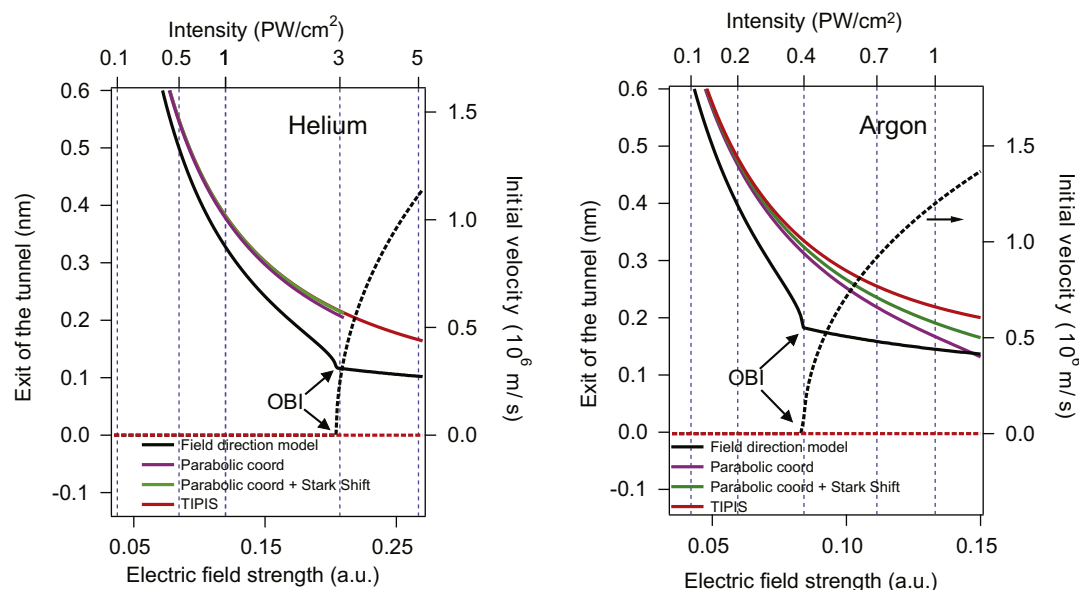 Intensity (PW/cm2)
0.1 0.5 1 3 5
0.6
0.5
0.4
0.3
0.2
0.1
0.0
-0.1
Exit of the tunnel (nm)
Helium
OBI
1.5
1.0
0.5
0.0
Initial velocity (10^6 m/ s)
Field direction model
Parabolic coord
Parabolic coord + Stark Shift
TIPIS
0.05 0.15 0.25
Electric field strength (a.u.)
Intensity (PW/cm2)
0.1 0.2 0.4 0.7 1
0.6
0.5
0.4
0.3
0.2
0.1
0.0
-0.1
Exit of the tunnel (nm)
Argon
OBI
1.5
1.0
0.5
0.0
Initial velocity (10^6 m/ s)
Field direction model
Parabolic coord
Parabolic coord + Stark Shift
TIPIS
0.05 0.10 0.15
Electric field strength (a.u.)